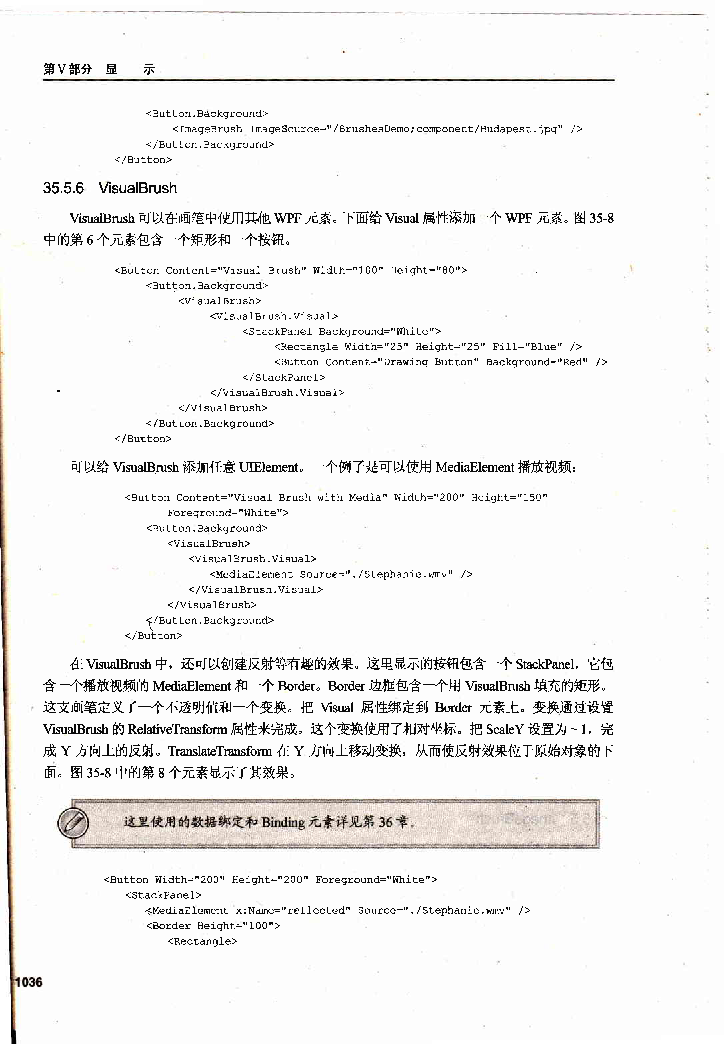 第V部分 显 示
<Button.Background>
<ImageBrush ImageSource="/BrushesDemo;component/Budapest.jpg" />
</Button.Background>
</Button>
35.5.6 VisualBrush
VisualBrush 可以在画笔中使用其他 WPF 元素。下面给 Visual 属性添加一个 WPF 元素。图 35-8
中的第 6 个元素包含一个矩形和一个按钮。
<Button Content="Visual Brush" Width="100" Height="80">
<Button.Background>
<VisualBrush>
<VisualBrush.Visual>
<StackPanel Background="White">
<Rectangle Width="25" Height="25" Fill="Blue" />
<Button Content="Drawing Button" Background="Red" />
</StackPanel>
</VisualBrush.Visual>
</VisualBrush>
</Button.Background>
</Button>
可以给 VisualBrush 添加任意 UIElement。一个例子是可以使用 MediaElement 播放视频：
<Button Content="Visual Brush with Media" Width="200" Height="150"
Foreground="White">
<Button.Background>
<VisualBrush>
<VisualBrush.Visual>
<MediaElement Source="./Stephanie.wmv" />
</VisualBrush.Visual>
</VisualBrush>
</Button.Background>
</Button>
在 VisualBrush 中，还可以创建反射等有趣的效果。这里显示的按钮包含一个 StackPanel，它包
含一个播放视频的 MediaElement 和一个 Border。Border 边框包含一个用 VisualBrush 填充的矩形。
这支画笔定义了一个不透明值和一个变换。把 Visual 属性绑定到 Border 元素上。变换通过设置
VisualBrush 的 RelativeTransform 属性来完成。这个变换使用了相对坐标。把 ScaleY 设置为 - 1，完
成 Y 方向上的反射。TranslateTransform 在 Y 方向上移动变换，从而使反射效果位于原始对象的下
面。图 35-8 中的第 8 个元素显示了其效果。
这里使用的数据绑定和 Binding 元素详见第 36 章。
<Button Width="200" Height="200" Foreground="White">
<StackPanel>
<MediaElement x:Name="reflected" Source="./Stephanie.wmv" />
<Border Height="100">
<Rectangle>
1036